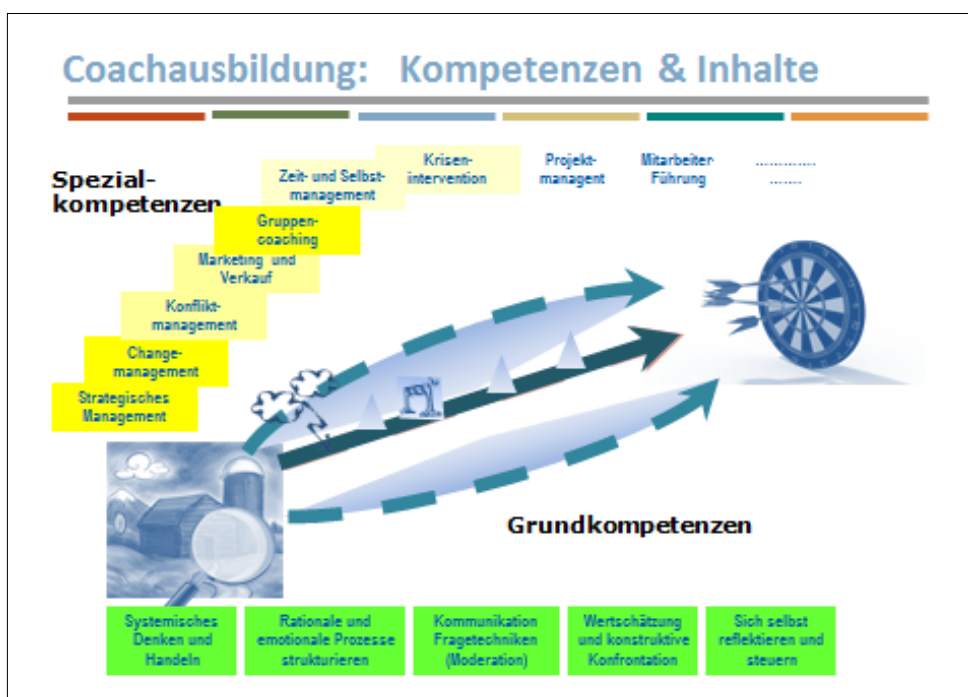 Coachausbildung: Kompetenzen & Inhalte
Spezial-
kompetenzen
Zeit- und Selbst-
management
Krisen-
intervention
Projekt-
managent
Mitarbeiter-
Führung
...............
........
Gruppen-
coaching
Marketing und
Verkauf
Konflikt-
management
Change-
management
Strategisches
Management
Grundkompetenzen
Systemisches
Denken und
Handeln
Rationale und
emotionale Prozesse
strukturieren
Kommunikation
Fragetechniken
(Moderation)
Wertschätzung
und konstruktive
Konfrontation
Sich selbst
reflektieren und
steuern